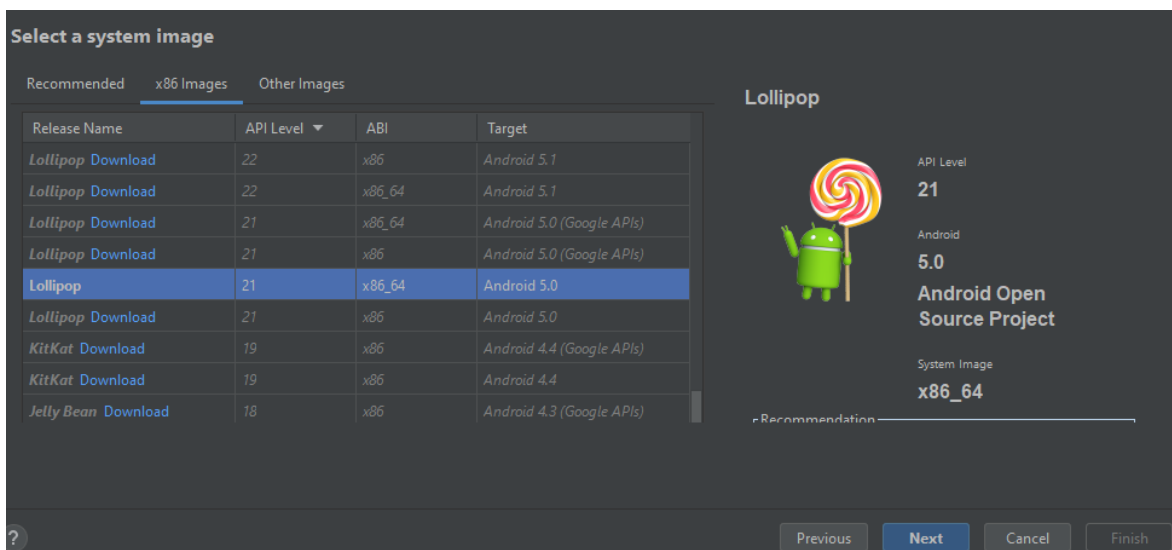 Select a system image
Recommended x86 Images Other Images
Release Name API Level ABI Target
Lollipop Download 22 x86 Android 5.1
Lollipop Download 22 x86_64 Android 5.1
Lollipop Download 21 x86_64 Android 5.0 (Google APIs)
Lollipop Download 21 x86 Android 5.0 (Google APIs)
Lollipop 21 x86_64 Android 5.0
Lollipop Download 21 x86 Android 5.0
KitKat Download 19 x86 Android 4.4 (Google APIs)
KitKat Download 19 x86 Android 4.4
Jelly Bean Download 18 x86 Android 4.3 (Google APIs)
Lollipop
API Level
21
Android
5.0
Android Open
Source Project
System Image
x86_64
Recommendation
? Previous Next Cancel Finish